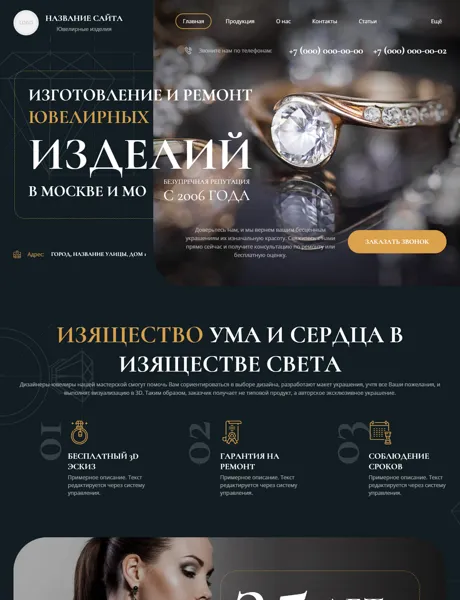 LOGO
НАЗВАНИЕ САЙТА
Ювелирные изделия
Главная Продукция О нас Контакты Статьи Ещё
Звоните нам по телефонам: +7 (000) 000-00-00 +7 (000) 000-00-02
ИЗГОТОВЛЕНИЕ И РЕМОНТ
ЮВЕЛИРНЫХ
ИЗДЕЛИЙ
В МОСКВЕ И МО
БЕЗУПРЕЧНАЯ РЕПУТАЦИЯ
С 2006 ГОДА
Доверьтесь нам, и мы вернем вашим бесценным
украшениям их изначальную красоту. Свяжитесь с нами
прямо сейчас и получите консультацию по ремонту или
бесплатную оценку.
ЗАКАЗАТЬ ЗВОНОК
Адрес: ГОРОД, НАЗВАНИЕ УЛИЦЫ, ДОМ 1
ИЗЯЩЕСТВО УМА И СЕРДЦА В
ИЗЯЩЕСТВЕ СВЕТА
Дизайнеры-ювелиры нашей мастерской смогут помочь Вам сориентироваться в выборе дизайна, разработают макет украшения, учтя все Ваши пожелания, и
выполнят визуализацию в 3D. Таким образом, заказчик получает не типовой продукт, а авторское эксклюзивное украшение.
01
БЕСПЛАТНЫЙ 3D
ЭСКИЗ
Примерное описание. Текст
редактируется через систему
управления.
02
ГАРАНТИЯ НА
РЕМОНТ
Примерное описание. Текст
редактируется через систему
управления.
03
СОБЛЮДЕНИЕ
СРОКОВ
Примерное описание. Текст
редактируется через систему
управления.
25 ЛЕТ